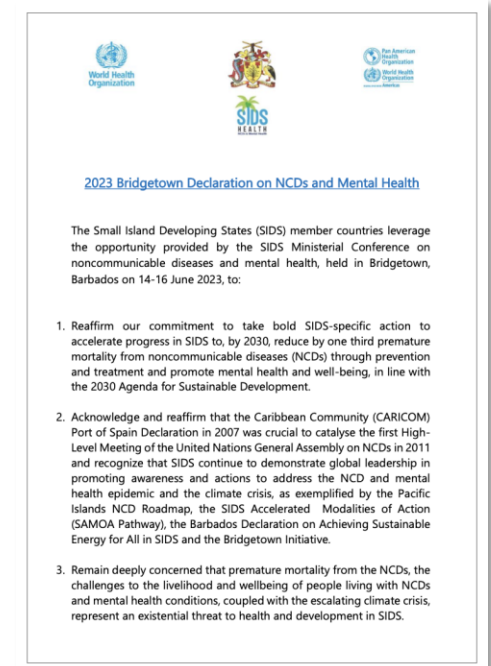 World Health
Organization
Pan American
Health
Organization
World Health
Organization
Americas
SIDS
HEALTH
2023 Bridgetown Declaration on NCDs and Mental Health
The Small Island Developing States (SIDS) member countries leverage
the opportunity provided by the SIDS Ministerial Conference on
noncommunicable diseases and mental health, held in Bridgetown,
Barbados on 14-16 June 2023, to:
1. Reaffirm our commitment to take bold SIDS-specific action to
accelerate progress in SIDS to, by 2030, reduce by one third premature
mortality from noncommunicable diseases (NCDs) through prevention
and treatment and promote mental health and well-being, in line with
the 2030 Agenda for Sustainable Development.
2. Acknowledge and reaffirm that the Caribbean Community (CARICOM)
Port of Spain Declaration in 2007 was crucial to catalyse the first High-
Level Meeting of the United Nations General Assembly on NCDs in 2011
and recognize that SIDS continue to demonstrate global leadership in
promoting awareness and actions to address the NCD and mental
health epidemic and the climate crisis, as exemplified by the Pacific
Islands NCD Roadmap, the SIDS Accelerated Modalities of Action
(SAMOA Pathway), the Barbados Declaration on Achieving Sustainable
Energy for All in SIDS and the Bridgetown Initiative.
3. Remain deeply concerned that premature mortality from the NCDs, the
challenges to the livelihood and wellbeing of people living with NCDs
and mental health conditions, coupled with the escalating climate crisis,
represent an existential threat to health and development in SIDS.